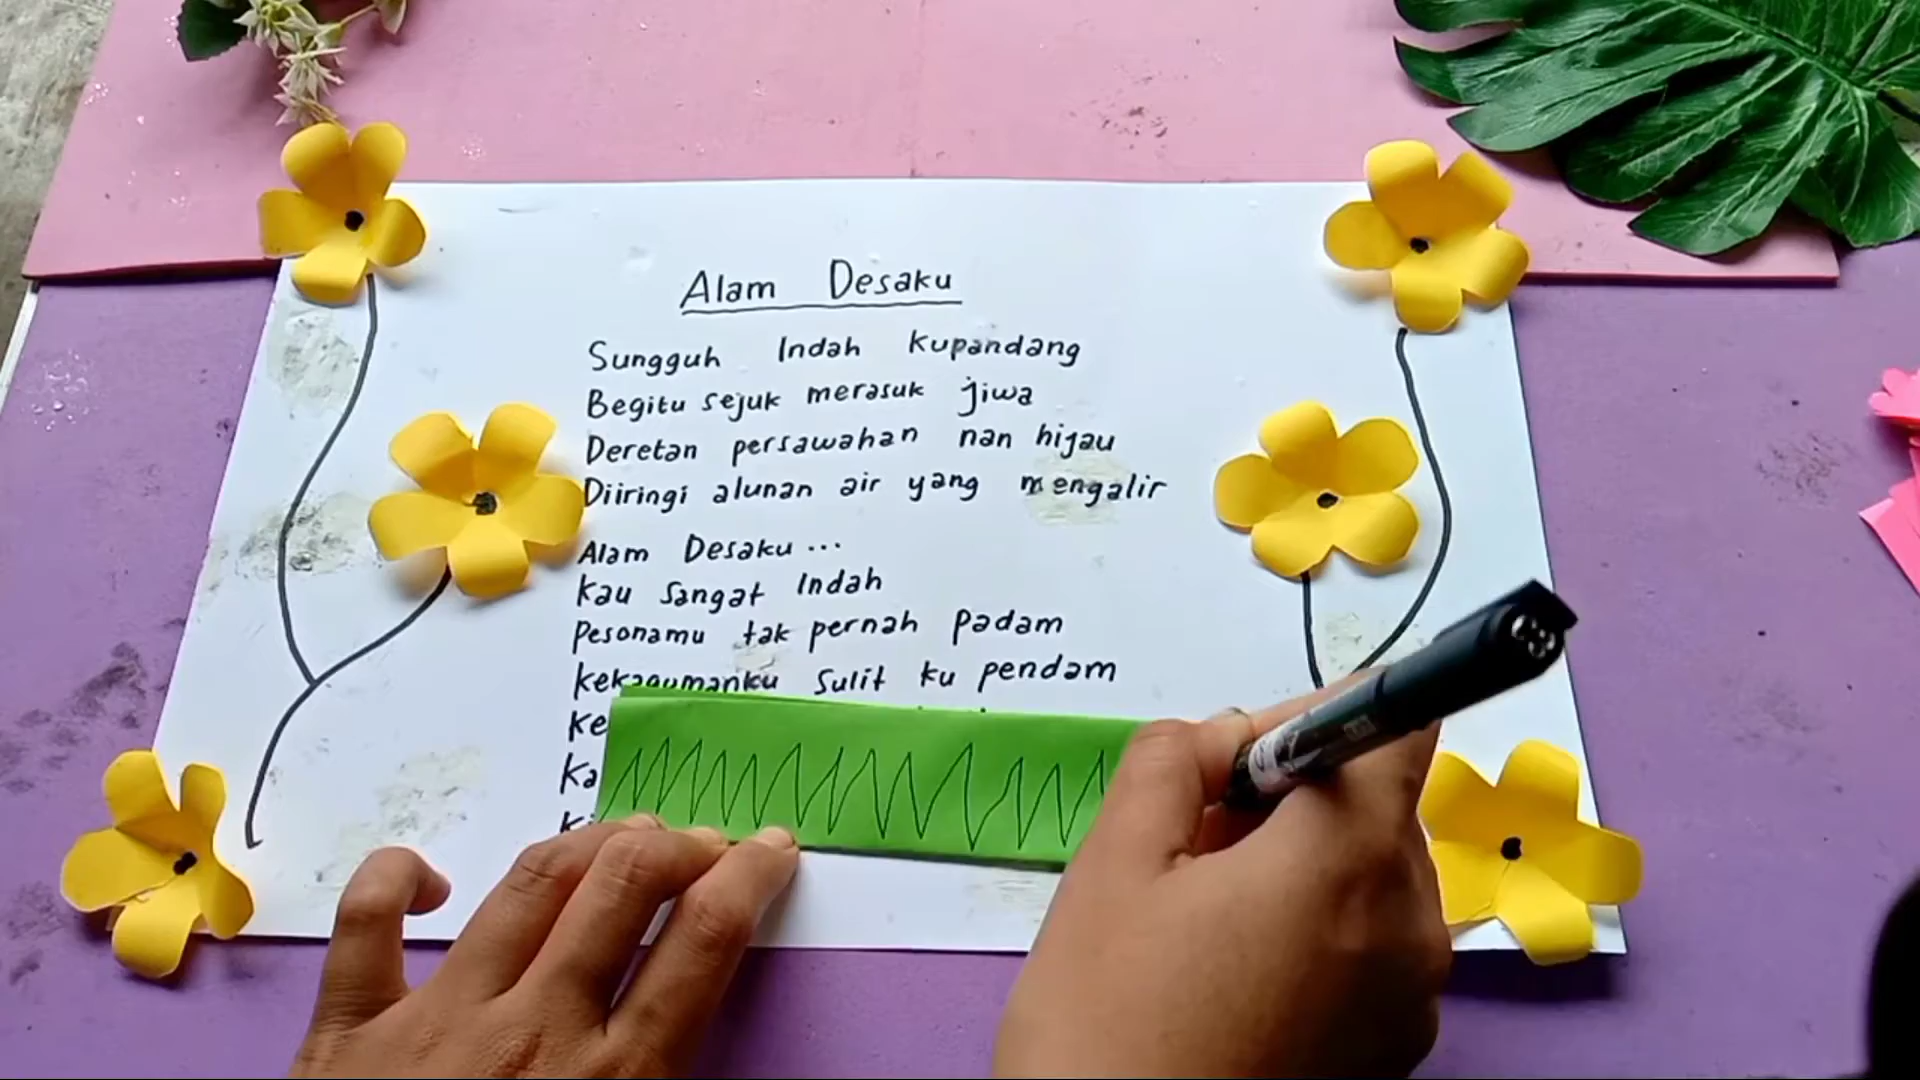 Alam Desaku
Sungguh Indah Kupandang
Begitu sejuk merasuk jiwa
Deretan persawahan nan hijau
Diiringi alunan air yang mengalir
Alam Desaku...
Kau Sangat Indah
Pesonamu tak pernah Padam
kekagumanku Sulit ku pendam